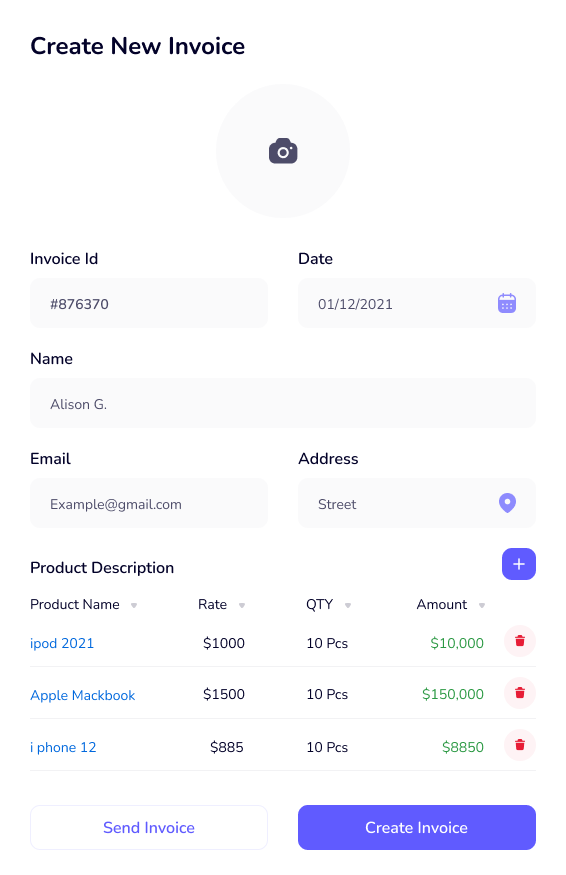 Create New Invoice
Invoice Id Date
#876370 01/12/2021
Name
Alison G.
Email Address
Example@gmail.com Street
Product Description
Product Name Rate QTY Amount
ipod 2021 $1000 10 Pcs $10,000
Apple Mackbook $1500 10 Pcs $150,000
i phone 12 $885 10 Pcs $8850
Send Invoice Create Invoice